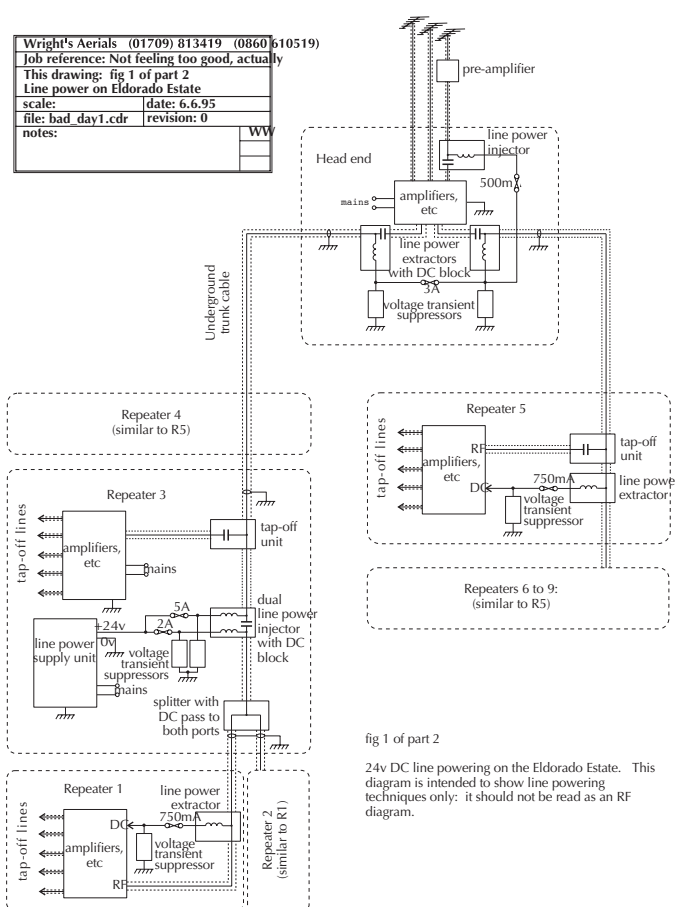 Wright's Aerials (01709) 813419 (0860 610519)
Job reference: Not feeling too good, actually
This drawing: fig 1 of part 2
Line power on Eldorado Estate
scale:
date: 6.6.95
file: bad_day1.cdr
revision: 0
notes:
WW
pre-amplifier
Head end
line power
injector
500m
mains
amplifiers,
etc
line power
extractors
with DC block
3A
voltage transient
suppressors
Underground
trunk cable
Repeater 4
(similar to R5)
Repeater 5
tap-off lines
RF
amplifiers,
etc
DC
750mA
voltage
transient
suppressor
tap-off
unit
line powe
extractor
Repeater 3
tap-off lines
amplifiers,
etc
mains
tap-off
unit
Repeaters 6 to 9:
(similar to R5)
dual
line power
injector
with DC
block
5A
2A
+24v
0v
line power
supply unit
voltage
transient
suppressors
mains
splitter with
DC pass to
both ports
fig 1 of part 2
24v DC line powering on the Eldorado Estate. This
diagram is intended to show line powering
techniques only: it should not be read as an RF
diagram.
Repeater 1
line power
extractor
tap-off lines
DC
750mA
amplifiers,
etc
voltage
transient
suppressor
RF
Repeater 2
(similar to R1)